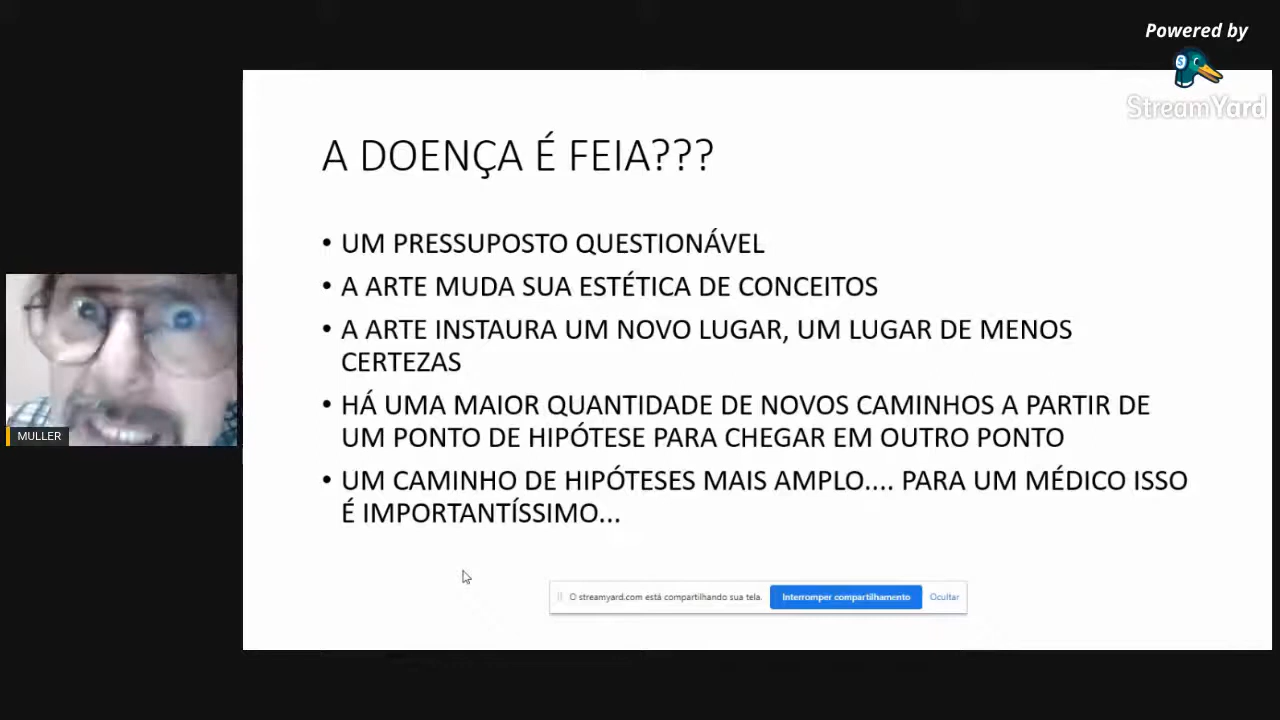 Powered by
StreamYard
A DOENÇA É FEIA???
• UM PRESSUPOSTO QUESTIONÁVEL
• A ARTE MUDA SUA ESTÉTICA DE CONCEITOS
• A ARTE INSTAURA UM NOVO LUGAR, UM LUGAR DE MENOS
CERTEZAS
• HÁ UMA MAIOR QUANTIDADE DE NOVOS CAMINHOS A PARTIR DE
UM PONTO DE HIPÓTESE PARA CHEGAR EM OUTRO PONTO
• UM CAMINHO DE HIPÓTESES MAIS AMPLO.... PARA UM MÉDICO ISSO
É IMPORTANTÍSSIMO...
MULLER
O streamyard.com está compartilhando sua tela. Interromper compartilhamento Ocultar